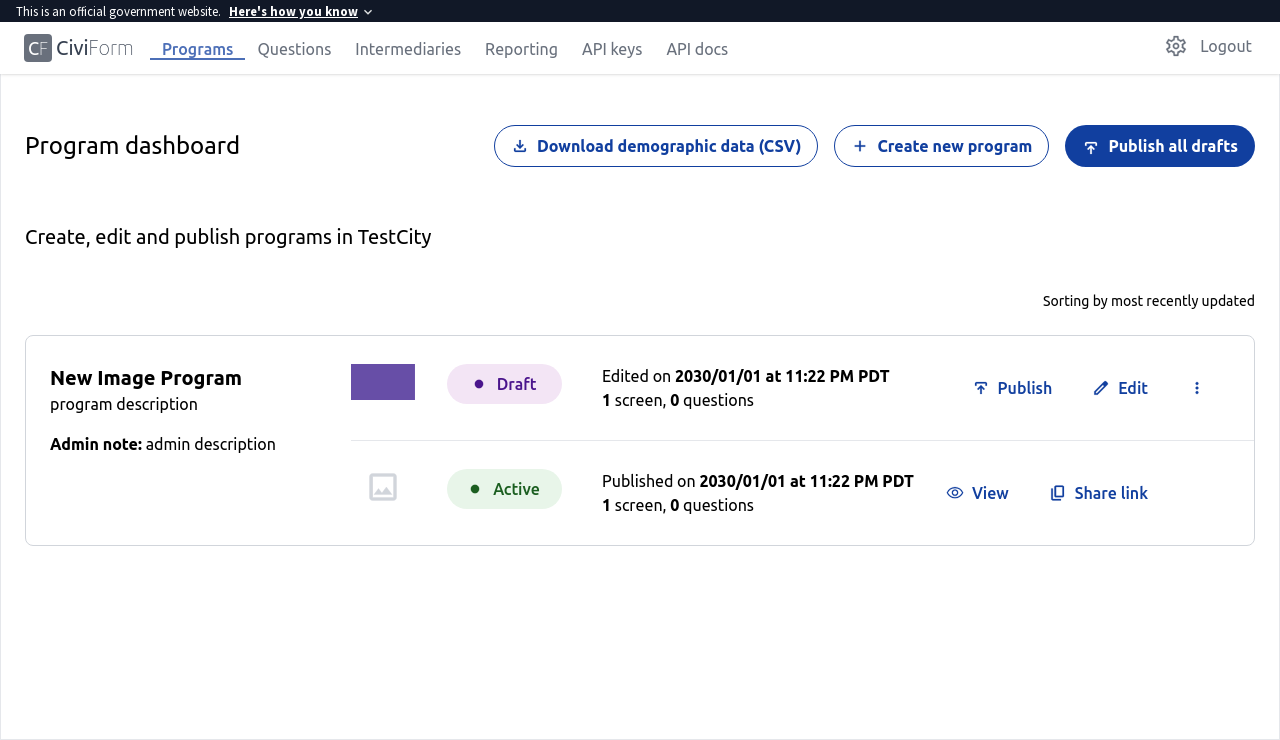 This is an official government website. Here's how you know
CF CiviForm Programs Questions Intermediaries Reporting API keys API docs Logout
Program dashboard Download demographic data (CSV) Create new program Publish all drafts
Create, edit and publish programs in TestCity
Sorting by most recently updated
New Image Program
program description
Admin note: admin description
Draft
Edited on 2030/01/01 at 11:22 PM PDT
1 screen, 0 questions
Publish Edit
Active
Published on 2030/01/01 at 11:22 PM PDT
1 screen, 0 questions
View Share link